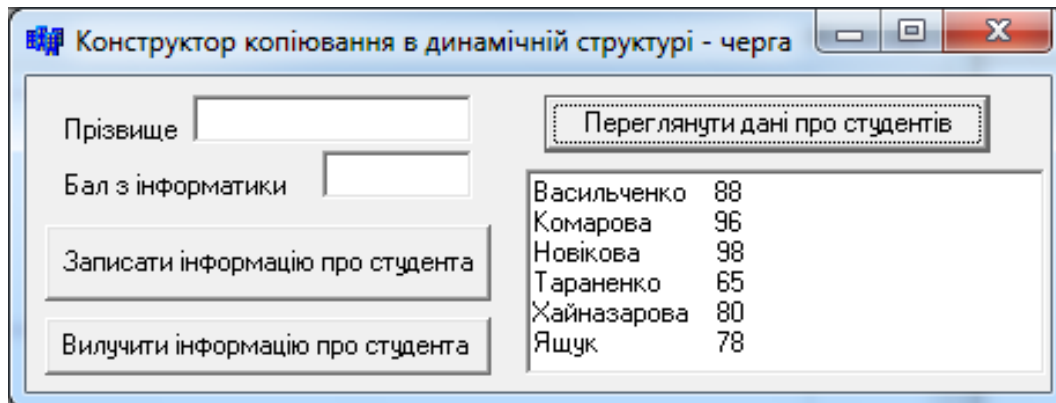 Конструктор копіювання в динамічній структурі - черга
Прізвище
Бал з інформатики
Записати інформацію про студента
Вилучити інформацію про студента
Переглянути дані про студентів
Васильченко 88
Комарова 96
Новікова 98
Тараненко 65
Хайназарова 80
Ящук 78